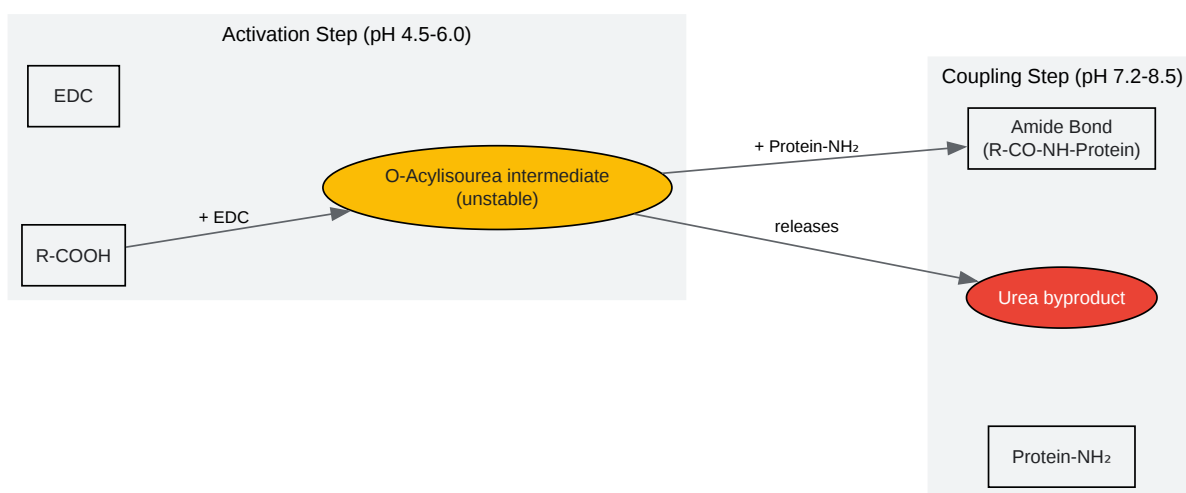 Activation Step (pH 4.5-6.0)
EDC
R-COOH
+ EDC
O-Acylisourea intermediate
(unstable)
+ Protein-NH₂
releases
Coupling Step (pH 7.2-8.5)
Amide Bond
(R-CO-NH-Protein)
Urea byproduct
Protein-NH₂